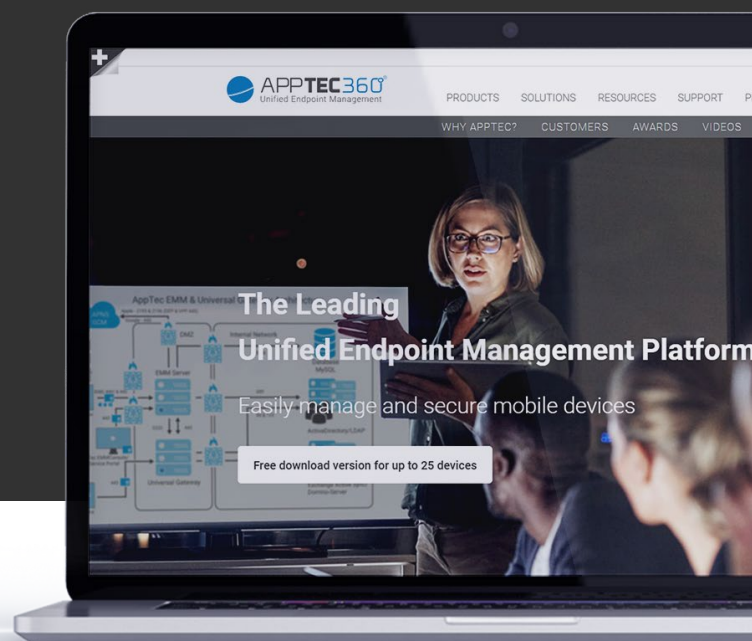 APPTEC360°
Unified Endpoint Management
PRODUCTS SOLUTIONS RESOURCES SUPPORT
WHY APPTEC? CUSTOMERS AWARDS VIDEOS
AppTec EMM & Universal
DMZ
Internal Network
The Leading
Unified Endpoint Management Platform
MySQL
EMM Server
Easily manage and secure mobile devices
ActiveDirectory/LDAP
Free download version for up to 25 devices
Universal Gateway
Domino-Server